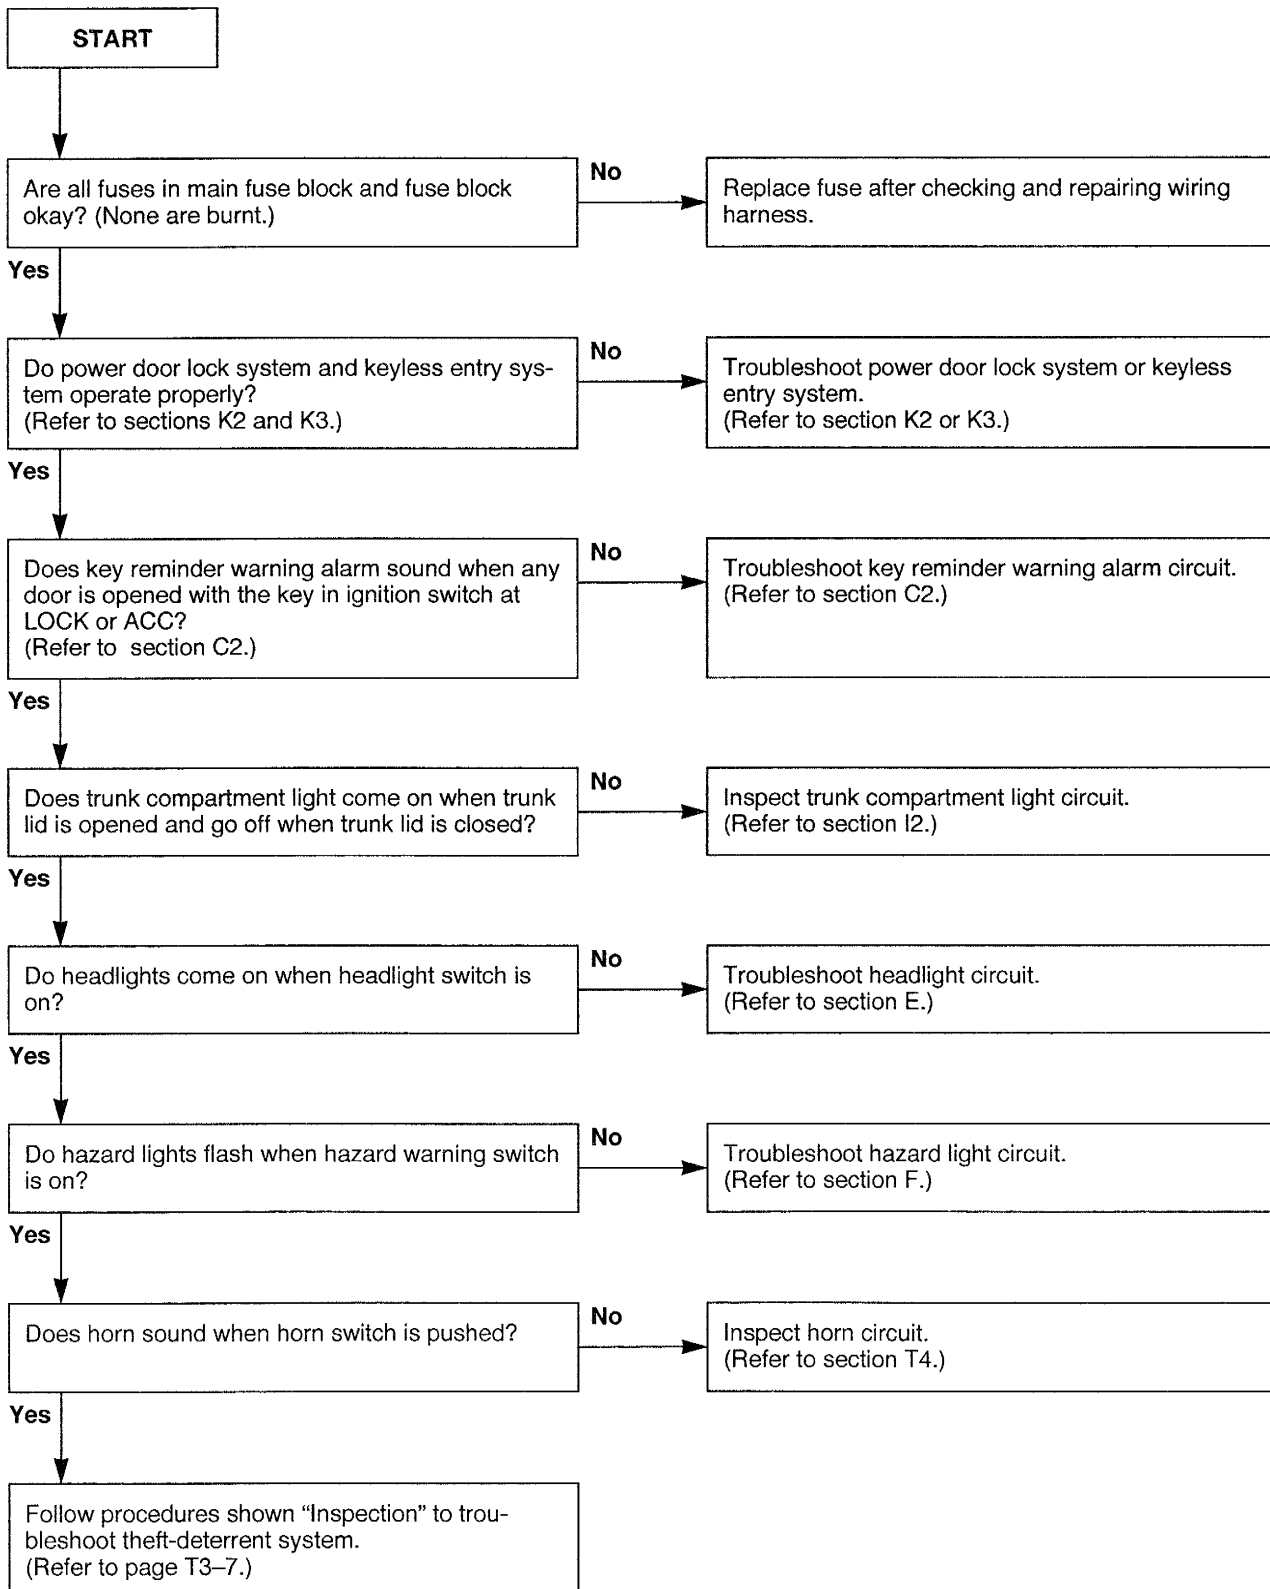 START
Are all fuses in main fuse block and fuse block
okay? (None are burnt.)
No
Replace fuse after checking and repairing wiring
harness.
Yes
Do power door lock system and keyless entry sys-
tem operate properly?
(Refer to sections K2 and K3.)
No
Troubleshoot power door lock system or keyless
entry system.
(Refer to section K2 or K3.)
Yes
Does key reminder warning alarm sound when any
door is opened with the key in ignition switch at
LOCK or ACC?
(Refer to section C2.)
No
Troubleshoot key reminder warning alarm circuit.
(Refer to section C2.)
Yes
Does trunk compartment light come on when trunk
lid is opened and go off when trunk lid is closed?
No
Inspect trunk compartment light circuit.
(Refer to section I2.)
Yes
Do headlights come on when headlight switch is
on?
No
Troubleshoot headlight circuit.
(Refer to section E.)
Yes
Do hazard lights flash when hazard warning switch
is on?
No
Troubleshoot hazard light circuit.
(Refer to section F.)
Yes
Does horn sound when horn switch is pushed?
No
Inspect horn circuit.
(Refer to section T4.)
Yes
Follow procedures shown “Inspection” to trou-
bleshoot theft-deterrent system.
(Refer to page T3–7.)